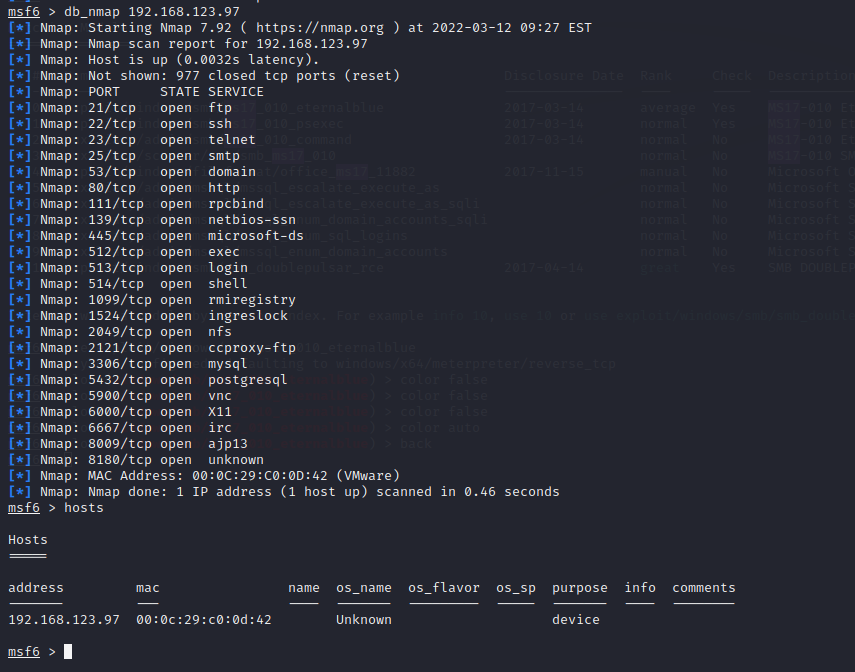 msf6 > db_nmap 192.168.123.97
[*] Nmap: Starting Nmap 7.92 ( https://nmap.org ) at 2022-03-12 09:27 EST
[*] Nmap: Nmap scan report for 192.168.123.97
[*] Nmap: Host is up (0.0032s latency).
[*] Nmap: Not shown: 977 closed tcp ports (reset)
[*] Nmap: PORT     STATE SERVICE
[*] Nmap: 21/tcp   open  ftp
[*] Nmap: 22/tcp   open  ssh
[*] Nmap: 23/tcp   open  telnet
[*] Nmap: 25/tcp   open  smtp
[*] Nmap: 53/tcp   open  domain
[*] Nmap: 80/tcp   open  http
[*] Nmap: 111/tcp  open  rpcbind
[*] Nmap: 139/tcp  open  netbios-ssn
[*] Nmap: 445/tcp  open  microsoft-ds
[*] Nmap: 512/tcp  open  exec
[*] Nmap: 513/tcp  open  login
[*] Nmap: 514/tcp  open  shell
[*] Nmap: 1099/tcp open  rmiregistry
[*] Nmap: 1524/tcp open  ingreslock
[*] Nmap: 2049/tcp open  nfs
[*] Nmap: 2121/tcp open  ccproxy-ftp
[*] Nmap: 3306/tcp open  mysql
[*] Nmap: 5432/tcp open  postgresql
[*] Nmap: 5900/tcp open  vnc
[*] Nmap: 6000/tcp open  X11
[*] Nmap: 6667/tcp open  irc
[*] Nmap: 8009/tcp open  ajp13
[*] Nmap: 8180/tcp open  unknown
[*] Nmap: MAC Address: 00:0C:29:C0:0D:42 (VMware)
[*] Nmap: Nmap done: 1 IP address (1 host up) scanned in 0.46 seconds
msf6 > hosts
Hosts
=====
address         mac                name  os_name  os_flavor  os_sp  purpose  info  comments
-------         ---                ----  -------  ---------  -----  -------  ----  --------
192.168.123.97  00:0c:29:c0:0d:42        Unknown                    device
msf6 >